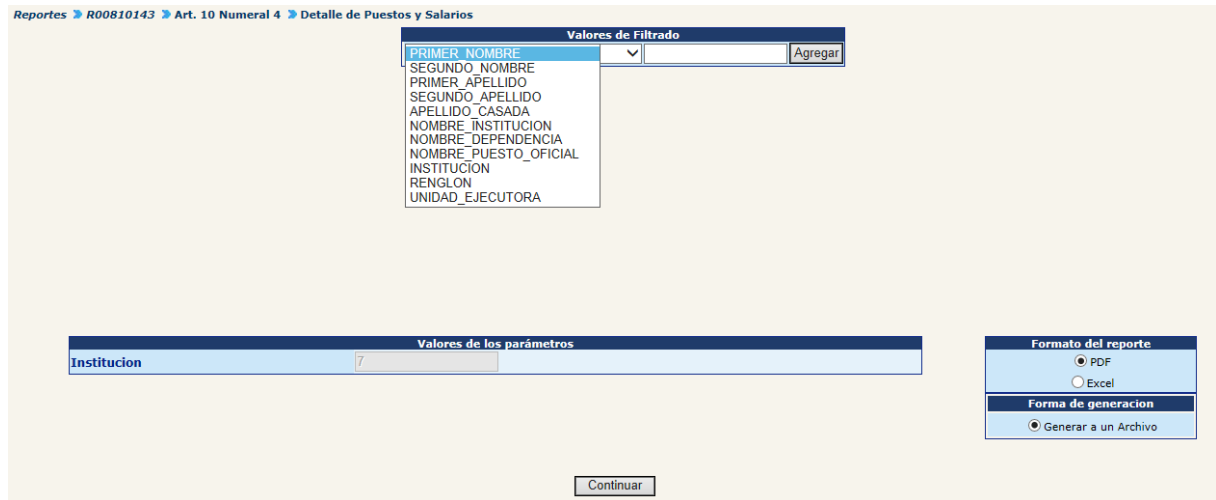 Reportes R00810143 Art. 10 Numeral 4 Detalle de Puestos y Salarios
Valores de Filtrado
PRIMER_NOMBRE Agregar
SEGUNDO_NOMBRE
PRIMER_APELLIDO
SEGUNDO_APELLIDO
APELLIDO_CASADA
NOMBRE_INSTITUCION
NOMBRE_DEPENDENCIA
NOMBRE_PUESTO_OFICIAL
INSTITUCION
RENGLON
UNIDAD_EJECUTORA
Valores de los parámetros
Institucion 7
Formato del reporte
PDF
Excel
Forma de generacion
Generar a un Archivo
Continuar